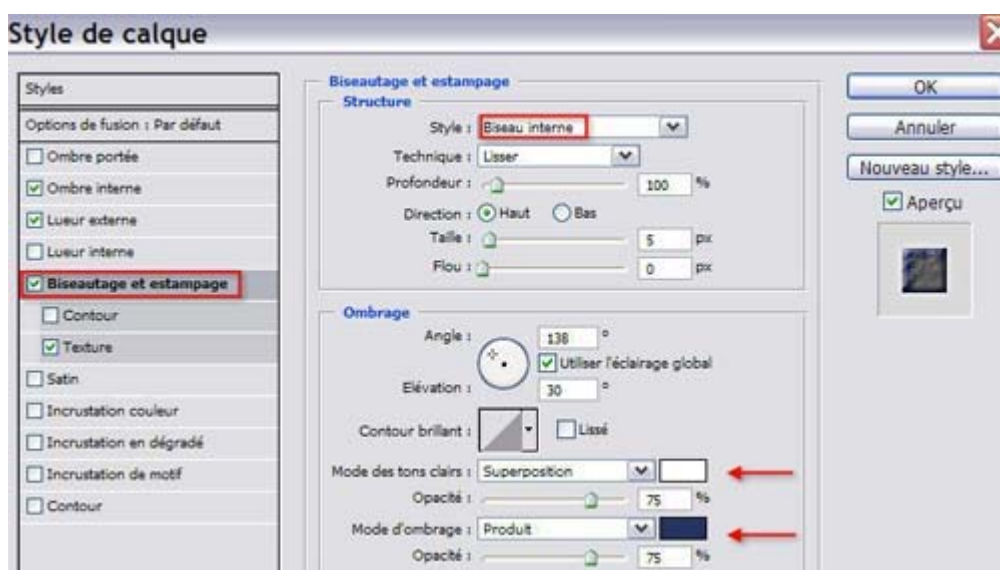 Style de calque
Styles
Options de fusion : Par défaut
Ombre portée
Ombre interne
Lueur externe
Lueur interne
Biseautage et estampage
Contour
Texture
Satin
Incrustation couleur
Incrustation en dégradé
Incrustation de motif
Contour
Biseautage et estampage
Structure
Style : Biseau interne
Technique : Lisser
Profondeur : 100 %
Direction : Haut Bas
Taille : 5 px
Flou : 0 px
Ombrage
Angle : 138 °
Utiliser l'éclairage global
Elévation : 30 °
Contour brillant : Lissé
Mode des tons clairs : Superposition
Opacité : 75 %
Mode d'ombrage : Produit
Opacité : 75 %
OK
Annuler
Nouveau style...
Aperçu